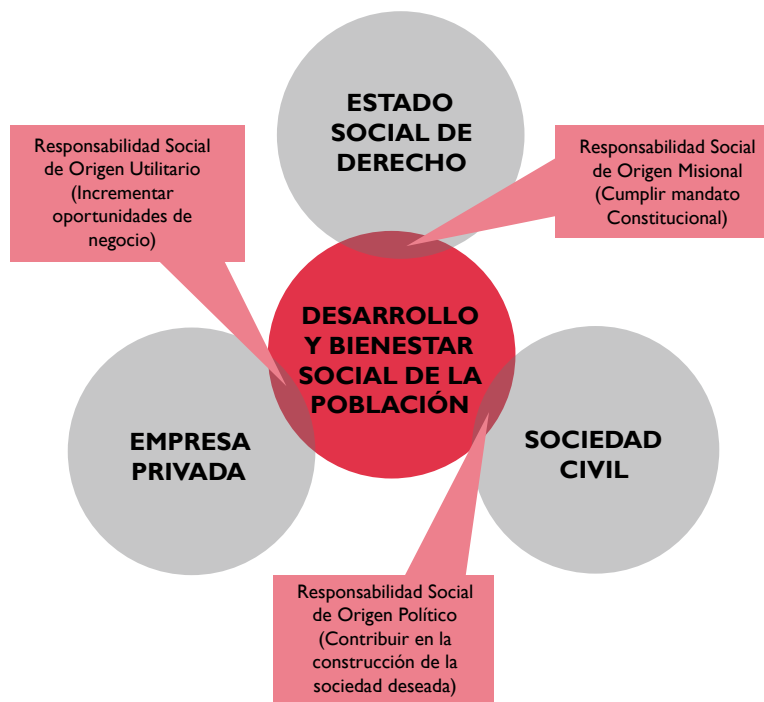 ESTADO
SOCIAL DE
DERECHO
Responsabilidad Social
de Origen Utilitario
(Incrementar
oportunidades de
negocio)
Responsabilidad Social
de Origen Misional
(Cumplir mandato
Constitucional)
DESARROLLO
Y BIENESTAR
SOCIAL DE LA
POBLACIÓN
EMPRESA
PRIVADA
SOCIEDAD
CIVIL
Responsabilidad Social
de Origen Político
(Contribuir en la
construcción de la
sociedad deseada)